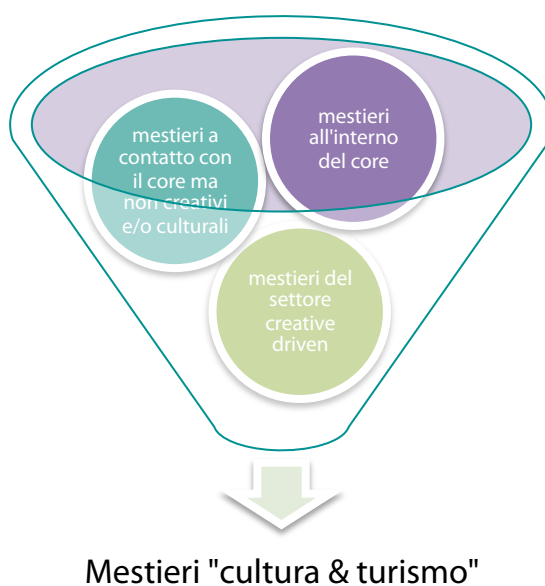 mestieri a
contatto con
il core ma
non creativi
e/o culturali
mestieri
all'interno
del core
mestieri del
settore
creative
driven
Mestieri "cultura & turismo"